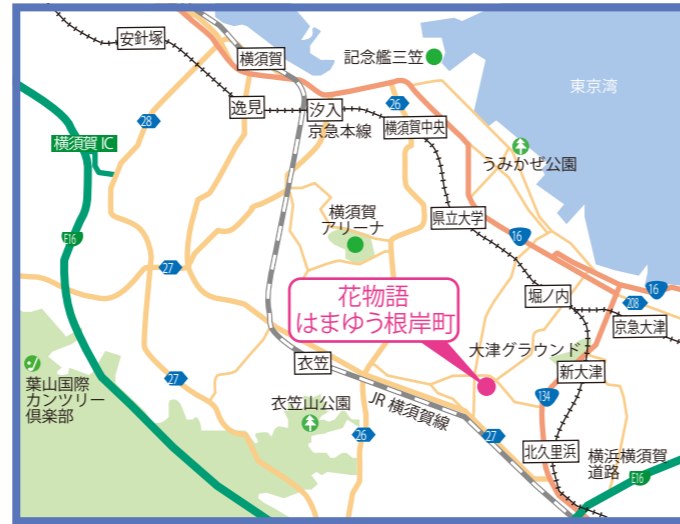 安針塚
横須賀
記念艦三笠
東京湾
逸見
汐入
京急本線
26
横須賀中央
28
横須賀 IC
うみかぜ公園
横須賀
アリーナ
県立大学
E16
27
16
16
花物語
はまゆう根岸町
堀ノ内
208
京急大津
大津グラウンド
衣笠
新大津
葉山国際
カンツリー
倶楽部
27
JR 横須賀線
134
衣笠山公園
26
27
北久里浜
横浜横須賀
道路
E16